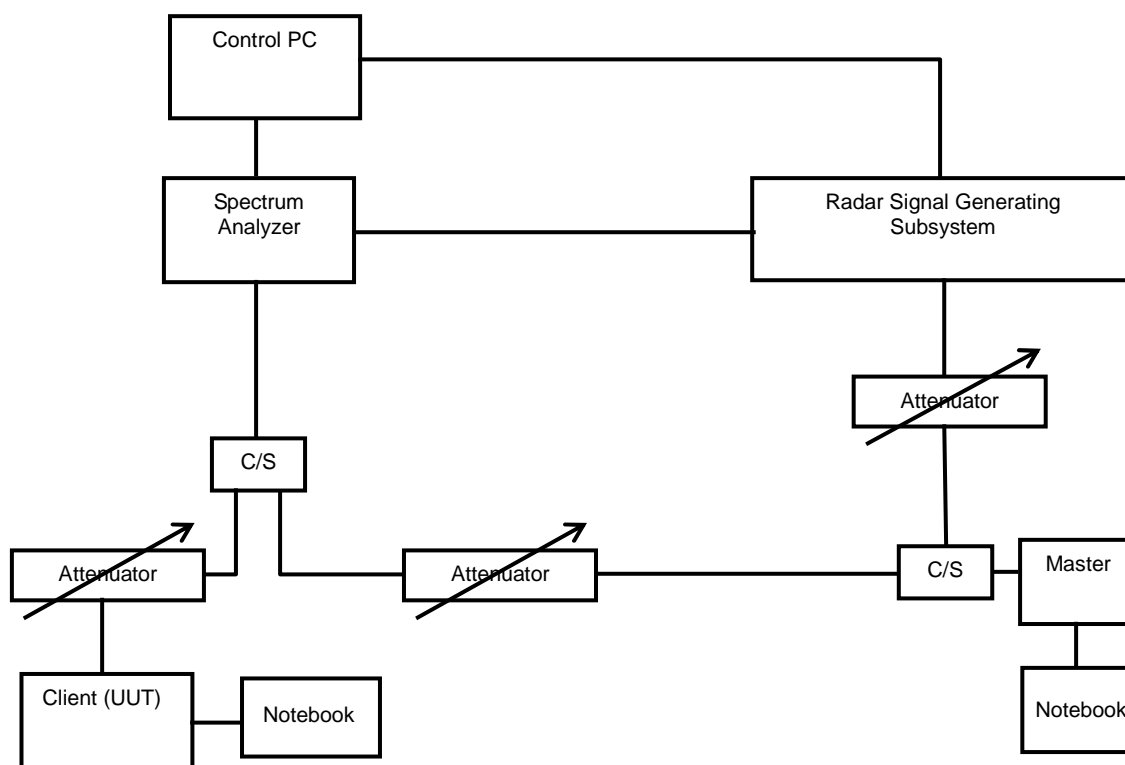 Control PC
Spectrum
Analyzer
Radar Signal Generating
Subsystem
Attenuator
C/S
Attenuator
Attenuator
C/S
Master
Client (UUT)
Notebook
Notebook